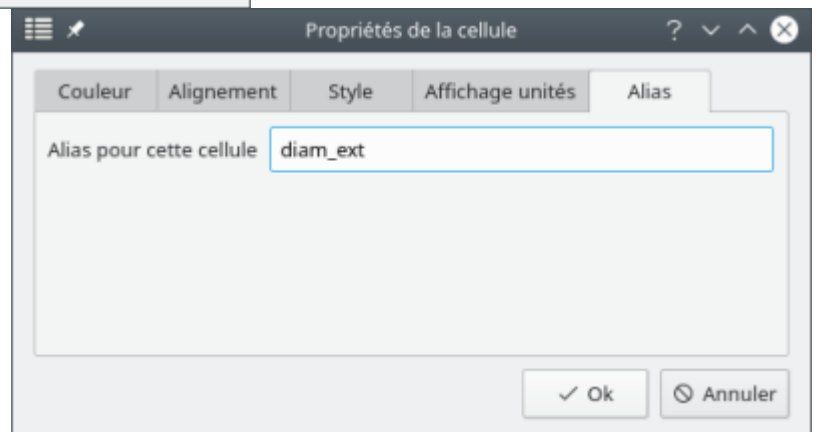 Propriétés de la cellule
Couleur Alignement Style Affichage unités Alias
Alias pour cette cellule diam_ext
Ok Annuler